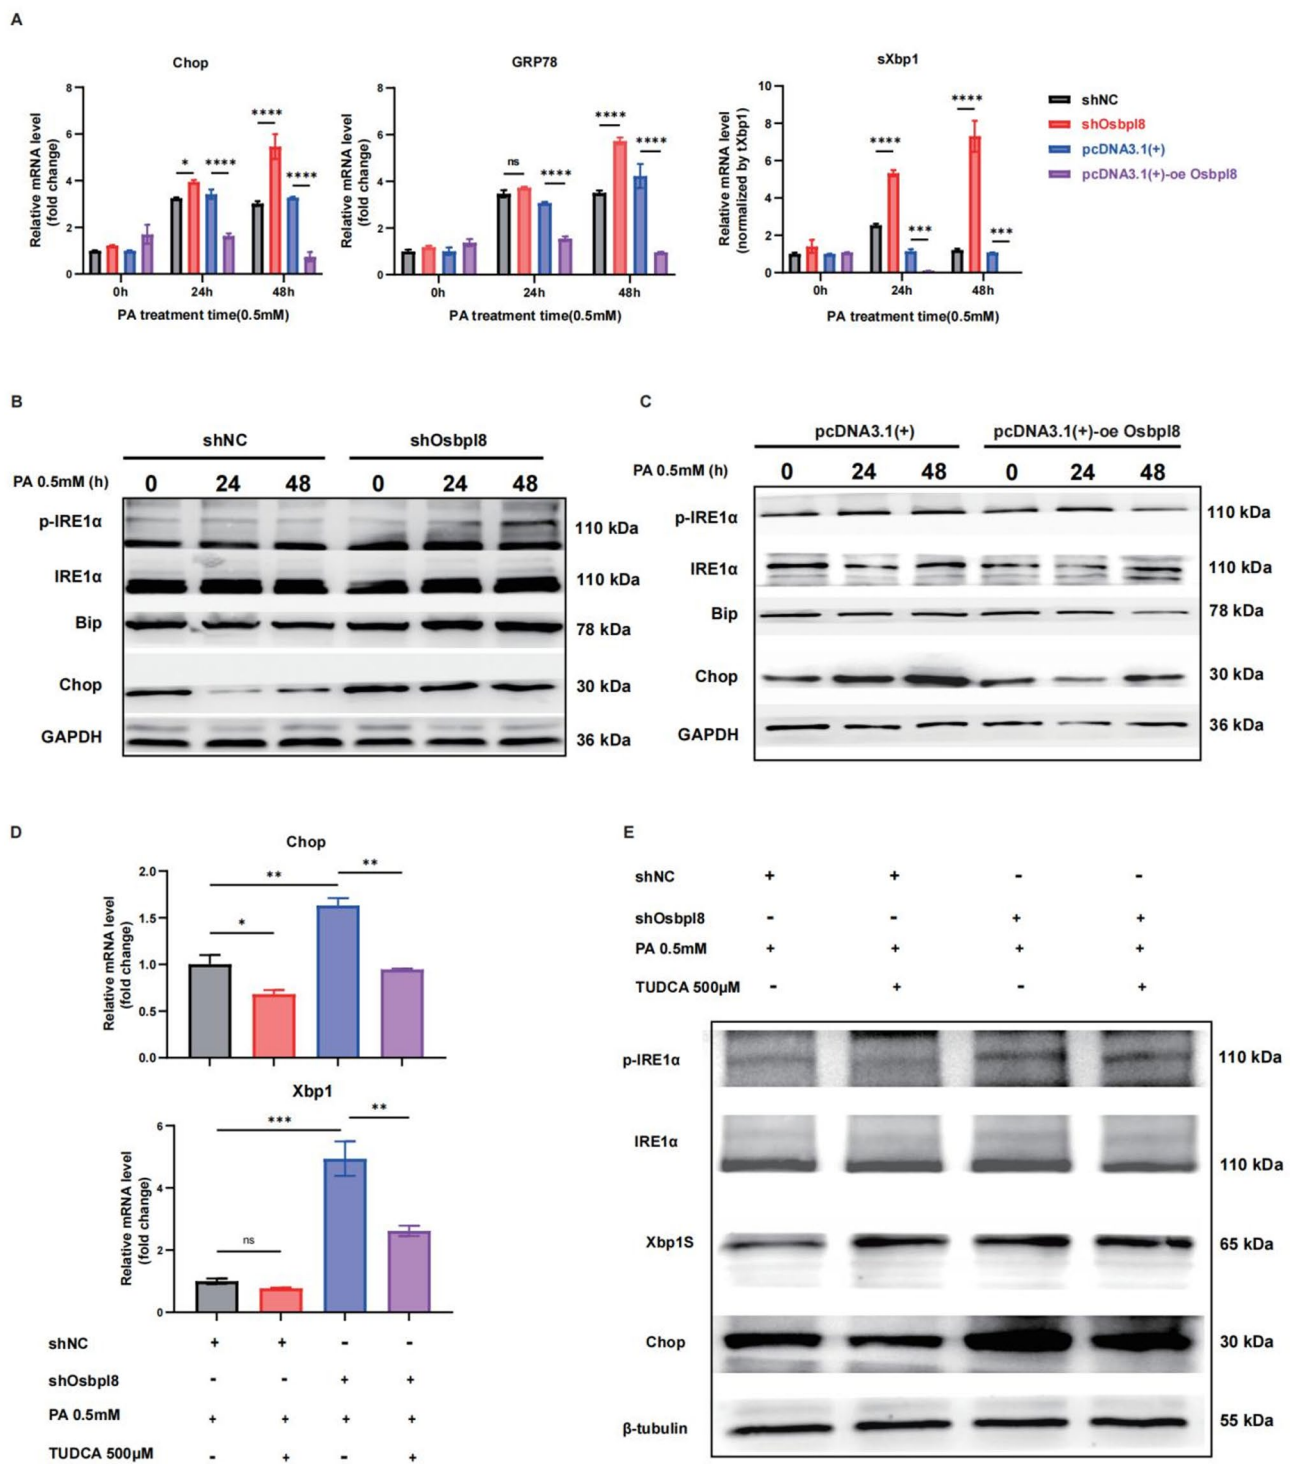 A
Chop
Relative mRNA level
(fold change)
8
6
4
2
0
* **** **** ****
0h 24h 48h
PA treatment time(0.5mM)
GRP78
Relative mRNA level
(fold change)
8
6
4
2
0
ns **** **** ****
0h 24h 48h
PA treatment time(0.5mM)
sXbp1
Relative mRNA level
(normalized by tXbp1)
10
8
6
4
2
0
**** *** **** ***
0h 24h 48h
PA treatment time(0.5mM)
shNC
shOsbpl8
pcDNA3.1(+)
pcDNA3.1(+)-oe Osbpl8
B
shNC shOsbpl8
PA 0.5mM (h) 0 24 48 0 24 48
p-IRE1α 110 kDa
IRE1α 110 kDa
Bip 78 kDa
Chop 30 kDa
GAPDH 36 kDa
C
pcDNA3.1(+) pcDNA3.1(+)-oe Osbpl8
PA 0.5mM (h) 0 24 48 0 24 48
p-IRE1α 110 kDa
IRE1α 110 kDa
Bip 78 kDa
Chop 30 kDa
GAPDH 36 kDa
D
Chop
Relative mRNA level
(fold change)
2.0
1.5
1.0
0.5
0.0
* ** **
Xbp1
Relative mRNA level
(fold change)
6
4
2
0
ns *** **
shNC + + - -
shOsbpl8 - - + +
PA 0.5mM + + + +
TUDCA 500μM - + - +
E
shNC + + - -
shOsbpl8 - - + +
PA 0.5mM + + + +
TUDCA 500μM - + - +
p-IRE1α 110 kDa
IRE1α 110 kDa
Xbp1S 65 kDa
Chop 30 kDa
β-tubulin 55 kDa